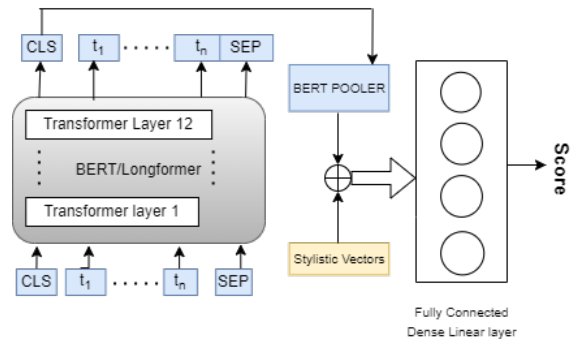 CLS t1 ..... tn SEP
BERT POOLER
Transformer Layer 12
BERT/Longformer
Transformer layer 1
Score
Stylistic Vectors
CLS t1 ..... tn SEP
Fully Connected
Dense Linear layer